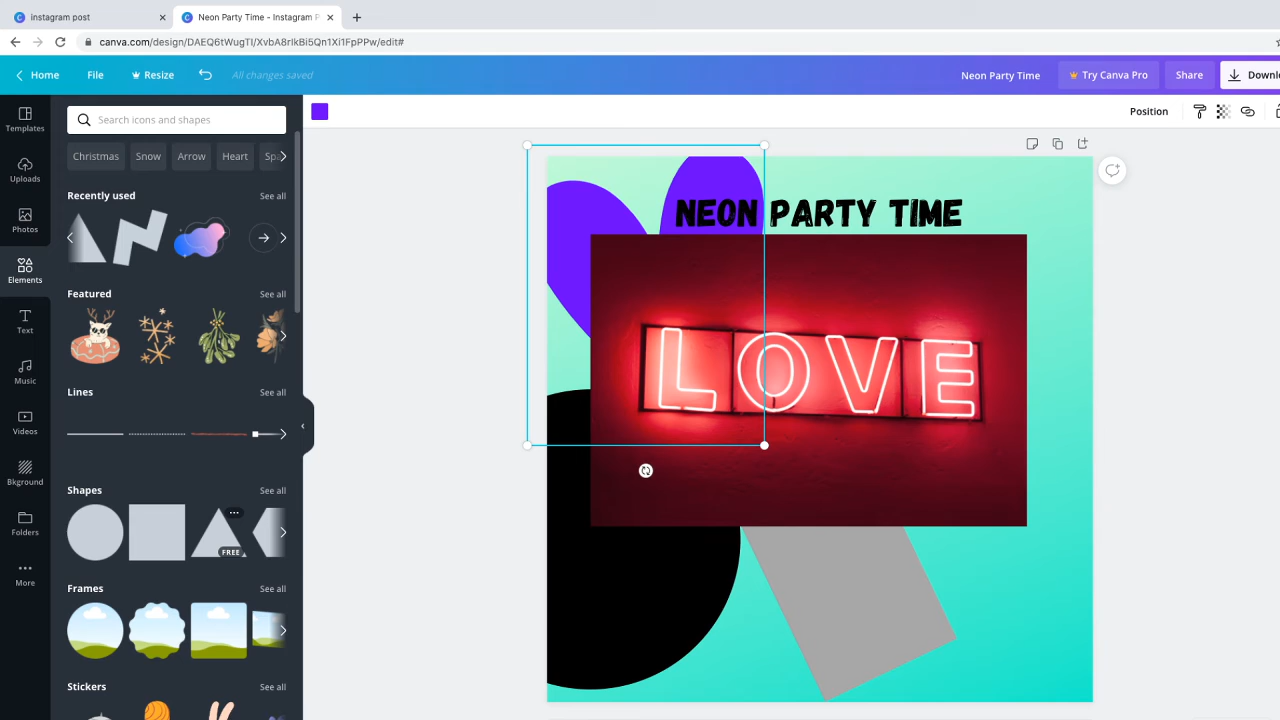 instagram post
Neon Party Time - Instagram P
canva.com/design/DAEQ6tWugTI/XvbA8rIkBi5Qn1Xi1FpPPw/edit#
Home
File
Resize
All changes saved
Neon Party Time
Try Canva Pro
Share
Downlo
Templates
Uploads
Photos
Elements
Text
Music
Videos
Bkground
Folders
More
Search icons and shapes
Christmas
Snow
Arrow
Heart
Spa
Recently used
See all
Featured
See all
Lines
See all
Shapes
See all
FREE
Frames
See all
Stickers
See all
Position
NEON PARTY TIME
LOVE